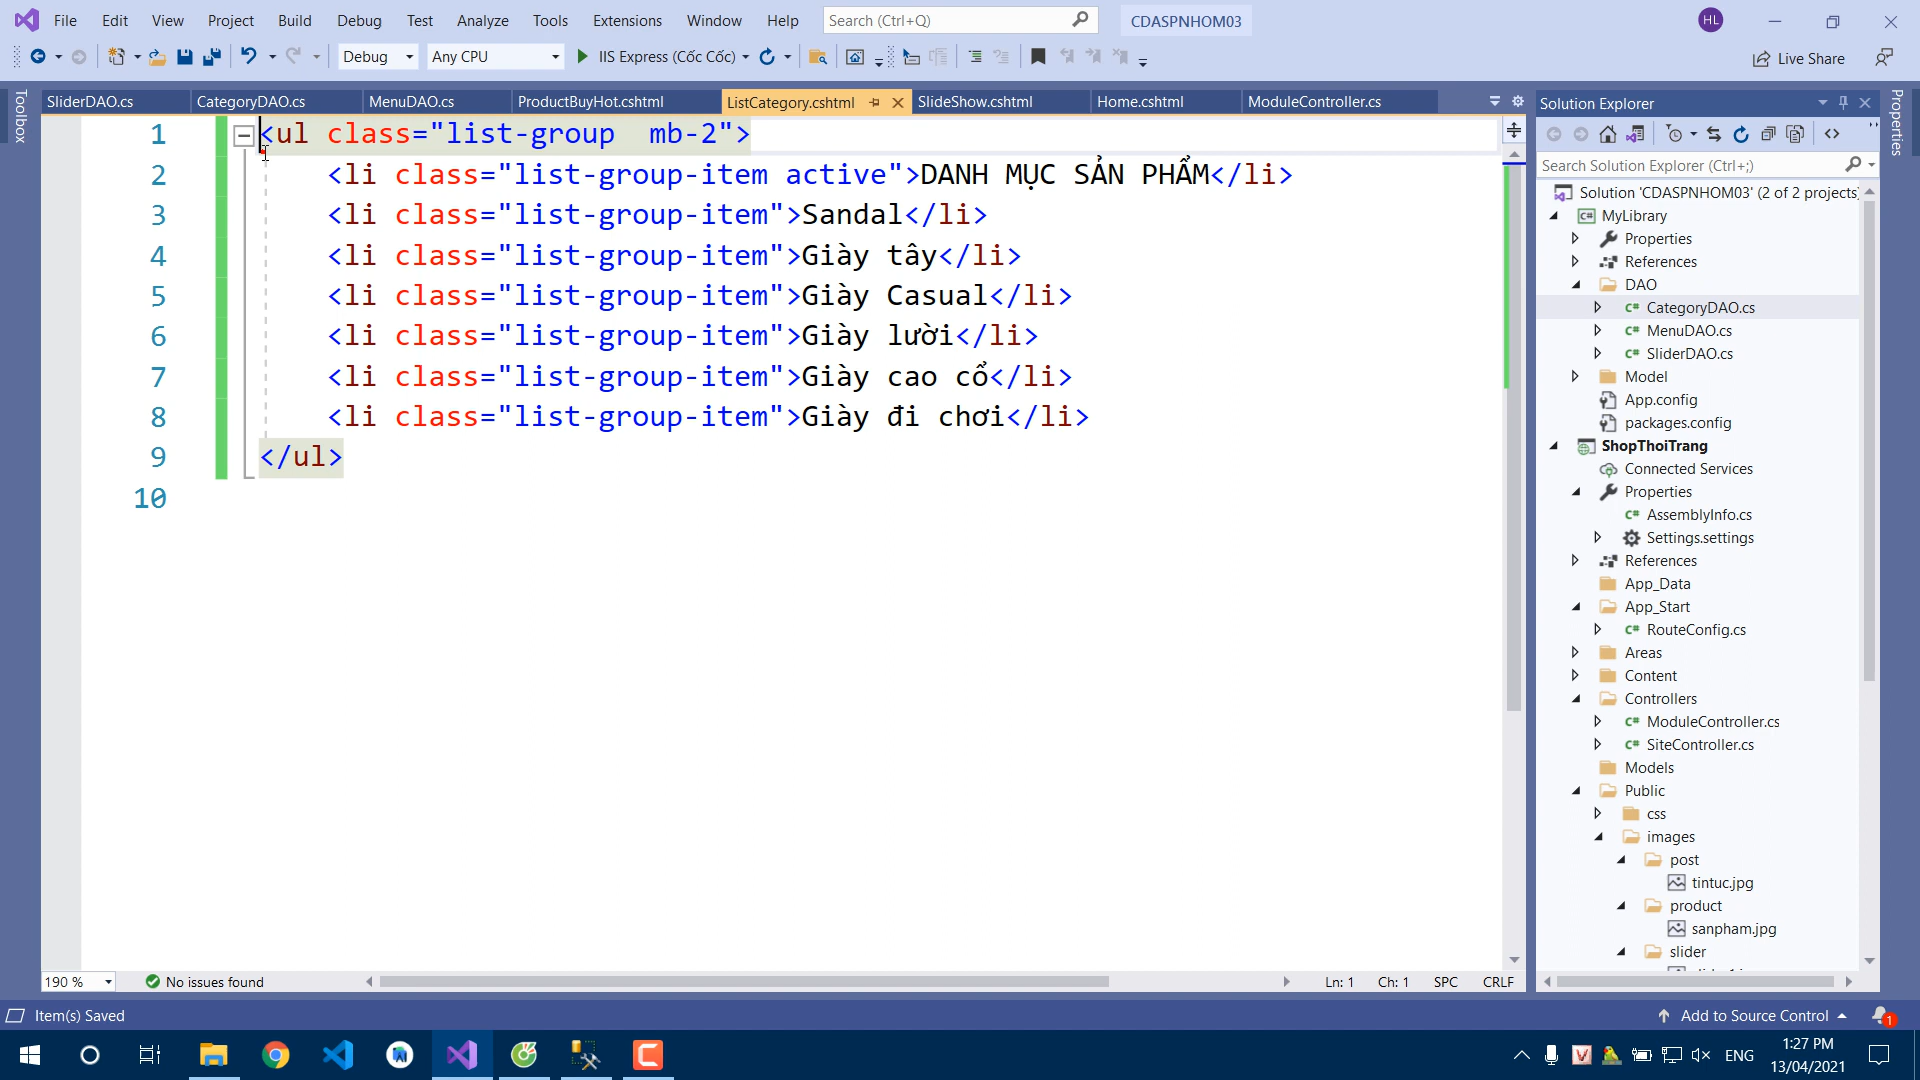 File Edit View Project Build Debug Test Analyze Tools Extensions Window Help Search (Ctrl+Q) CDASPNHOM03 HL
Debug Any CPU IIS Express (Cốc Cốc) Live Share
Toolbox
SliderDAO.cs CategoryDAO.cs MenuDAO.cs ProductBuyHot.cshtml ListCategory.cshtml SlideShow.cshtml Home.cshtml ModuleController.cs
1 <ul class="list-group  mb-2">
2 <li class="list-group-item active">DANH MỤC SẢN PHẨM</li>
3 <li class="list-group-item">Sandal</li>
4 <li class="list-group-item">Giày tây</li>
5 <li class="list-group-item">Giày Casual</li>
6 <li class="list-group-item">Giày lười</li>
7 <li class="list-group-item">Giày cao cổ</li>
8 <li class="list-group-item">Giày đi chơi</li>
9 </ul>
10
190 % No issues found Ln: 1 Ch: 1 SPC CRLF
Solution Explorer
Search Solution Explorer (Ctrl+;)
Solution 'CDASPNHOM03' (2 of 2 projects)
MyLibrary
Properties
References
DAO
CategoryDAO.cs
MenuDAO.cs
SliderDAO.cs
Model
App.config
packages.config
ShopThoiTrang
Connected Services
Properties
AssemblyInfo.cs
Settings.settings
References
App_Data
App_Start
RouteConfig.cs
Areas
Content
Controllers
ModuleController.cs
SiteController.cs
Models
Public
css
images
post
tintuc.jpg
product
sanpham.jpg
slider
Properties
Item(s) Saved Add to Source Control 1
ENG 1:27 PM
13/04/2021